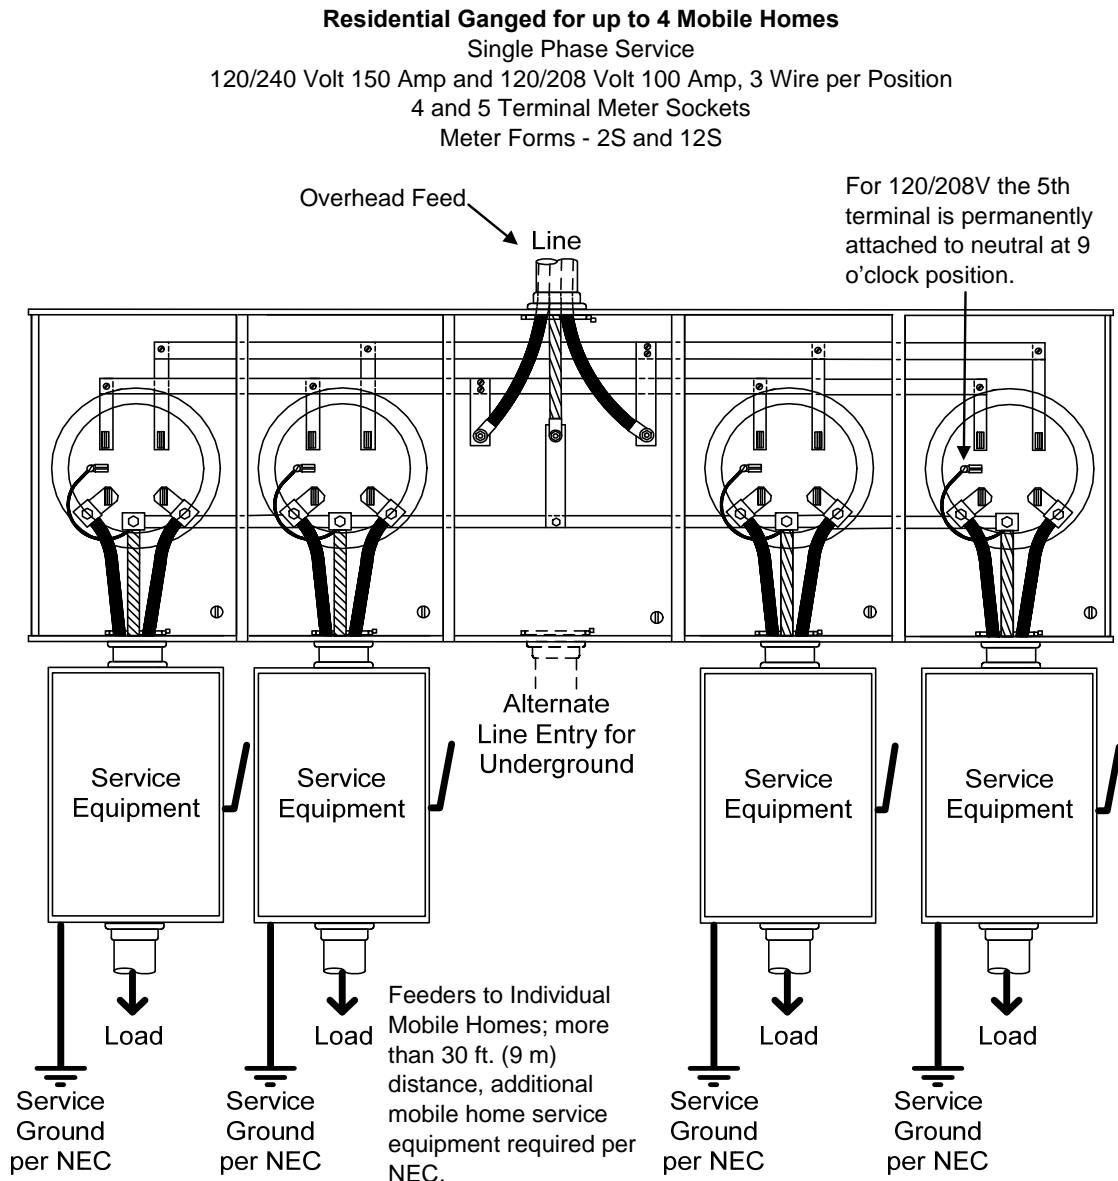 Residential Ganged for up to 4 Mobile Homes
Single Phase Service
120/240 Volt 150 Amp and 120/208 Volt 100 Amp, 3 Wire per Position
4 and 5 Terminal Meter Sockets
Meter Forms - 2S and 12S
Overhead Feed
Line
For 120/208V the 5th
terminal is permanently
attached to neutral at 9
o'clock position.
Alternate
Line Entry for
Underground
Service
Equipment
Service
Equipment
Service
Equipment
Service
Equipment
Load
Load
Load
Load
Feeders to Individual
Mobile Homes; more
than 30 ft. (9 m)
distance, additional
mobile home service
equipment required per
NEC.
Service
Ground
per NEC
Service
Ground
per NEC
Service
Ground
per NEC
Service
Ground
per NEC